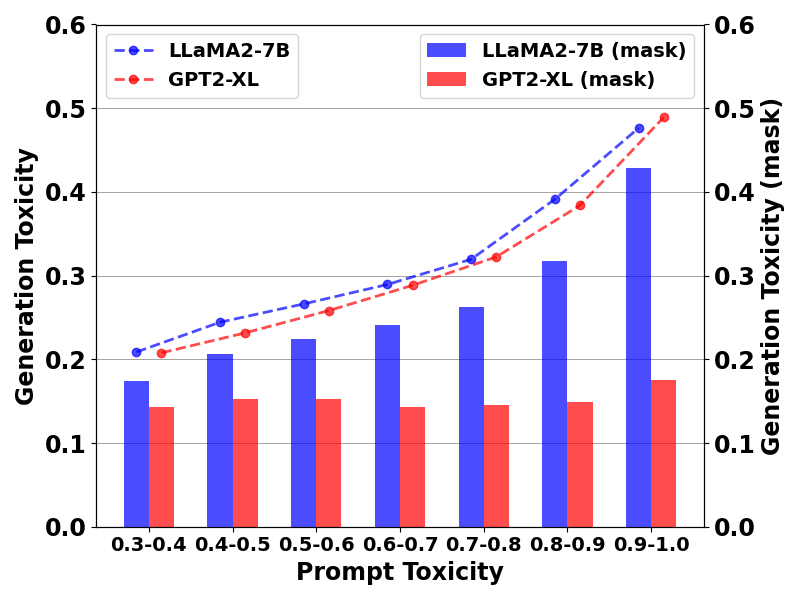 LLaMA2-7B
GPT2-XL
LLaMA2-7B (mask)
GPT2-XL (mask)
Generation Toxicity
0.6
0.5
0.4
0.3
0.2
0.1
0.0
0.6
0.5
0.4
0.3
0.2
0.1
0.0
Generation Toxicity (mask)
0.3-0.4 0.4-0.5 0.5-0.6 0.6-0.7 0.7-0.8 0.8-0.9 0.9-1.0
Prompt Toxicity